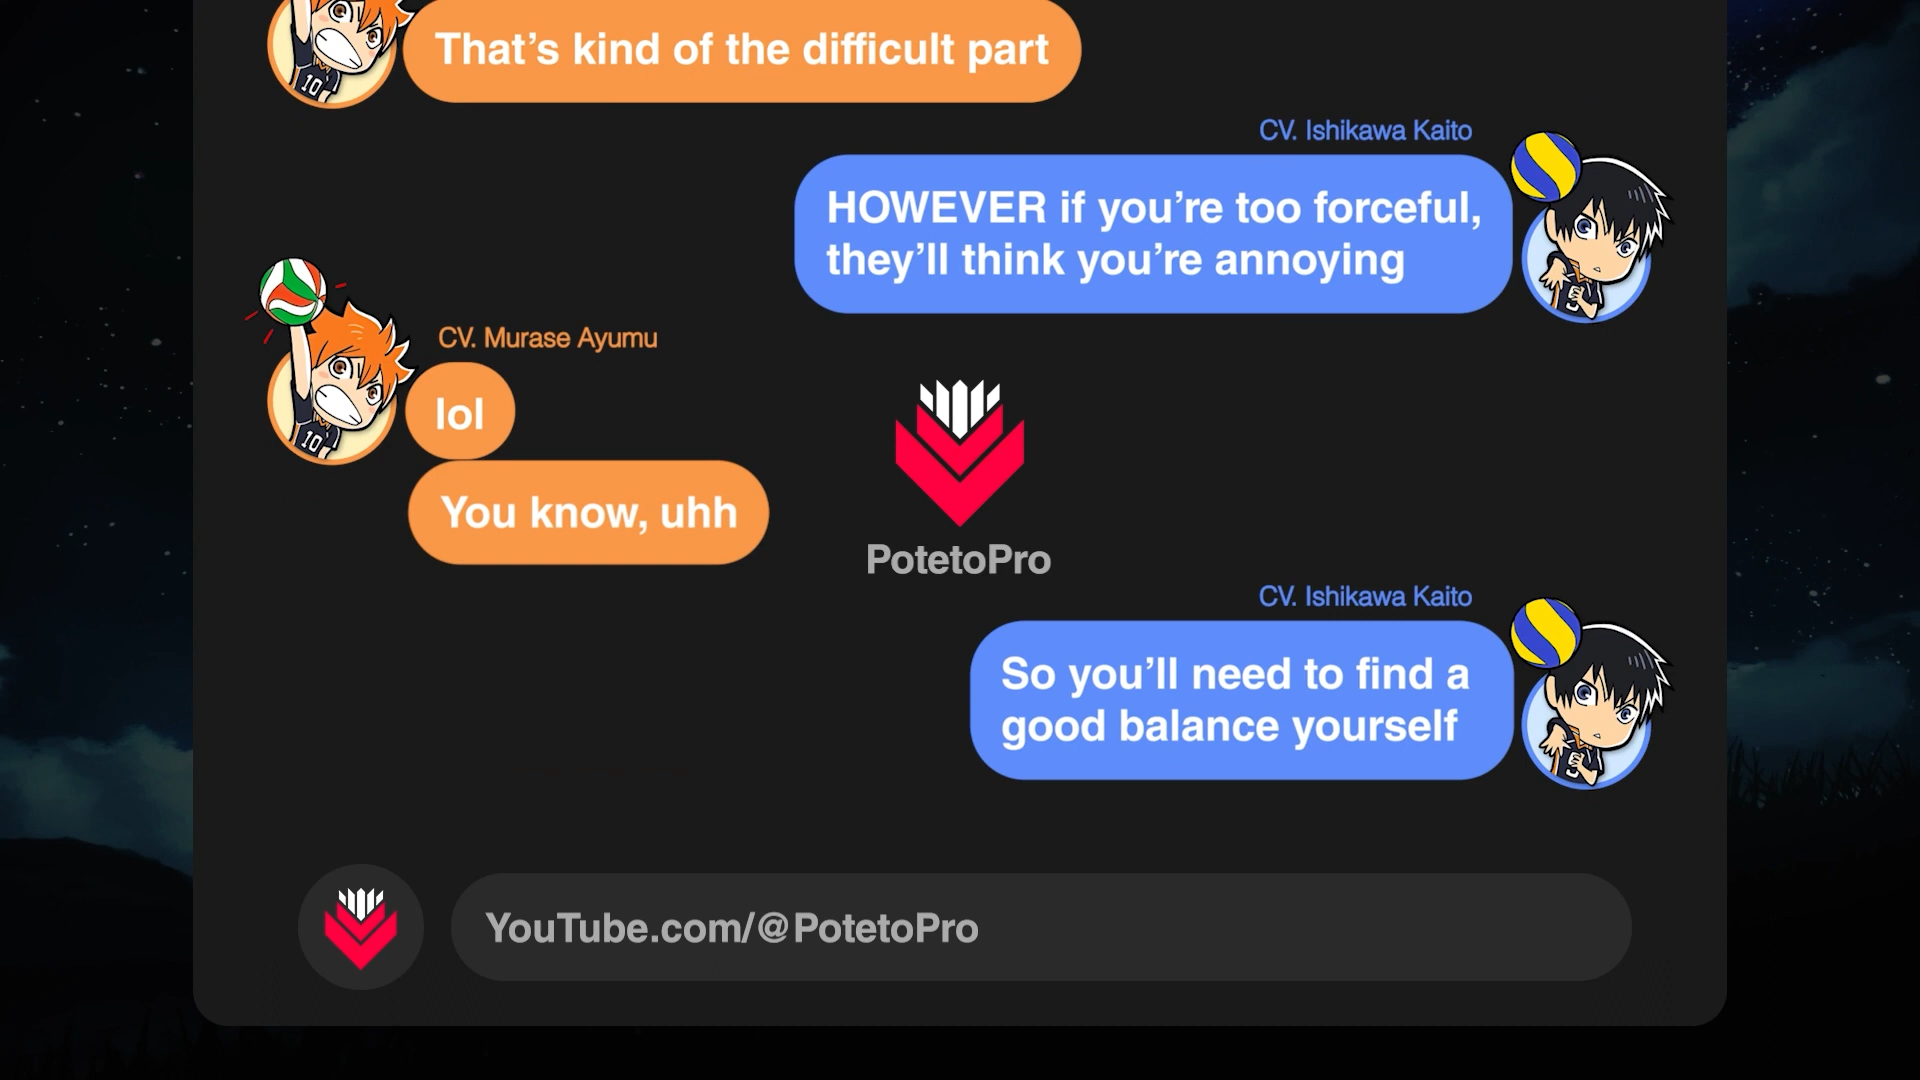 That’s kind of the difficult part
CV. Ishikawa Kaito
HOWEVER if you’re too forceful,
they’ll think you’re annoying
CV. Murase Ayumu
lol
You know, uhh
10
10
PotetoPro
CV. Ishikawa Kaito
So you’ll need to find a
good balance yourself
YouTube.com/@PotetoPro